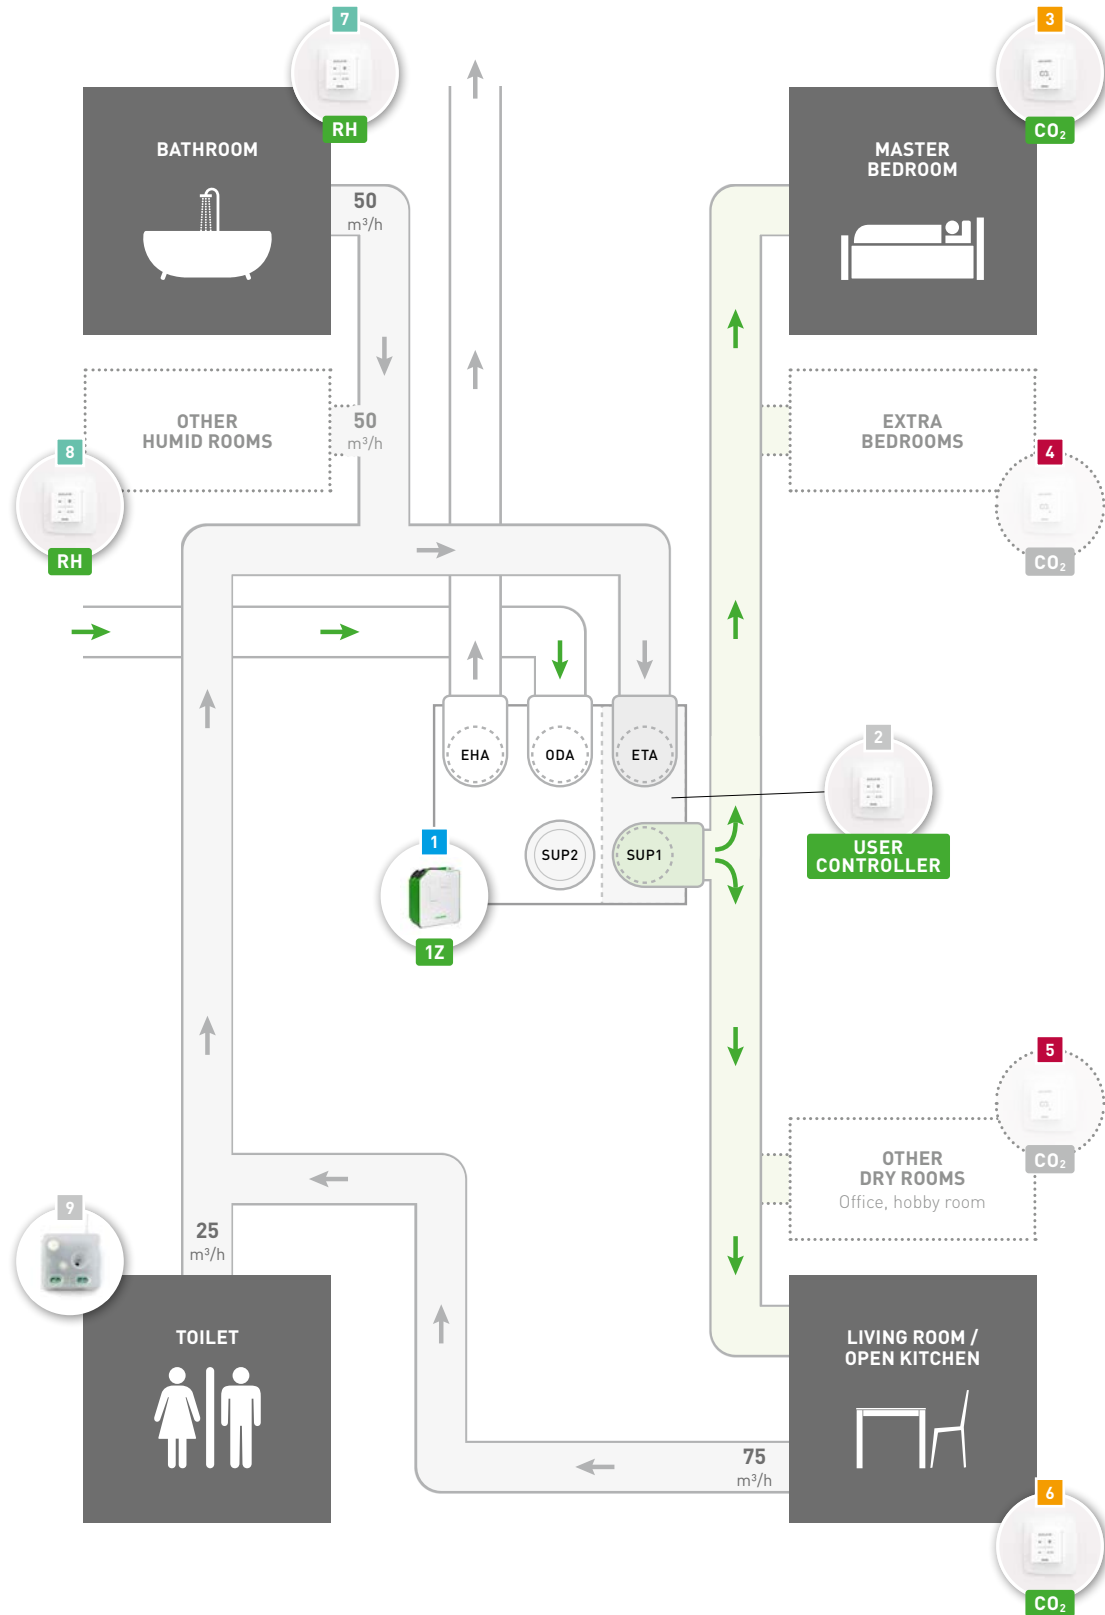 7
RH
3
CO₂
BATHROOM
MASTER
BEDROOM
50
m³/h
OTHER
HUMID ROOMS
50
m³/h
EXTRA
BEDROOMS
8
RH
4
CO₂
EHA
ODA
ETA
2
USER
CONTROLLER
1
1Z
SUP2
SUP1
5
CO₂
OTHER
DRY ROOMS
Office, hobby room
9
25
m³/h
TOILET
LIVING ROOM /
OPEN KITCHEN
75
m³/h
6
CO₂